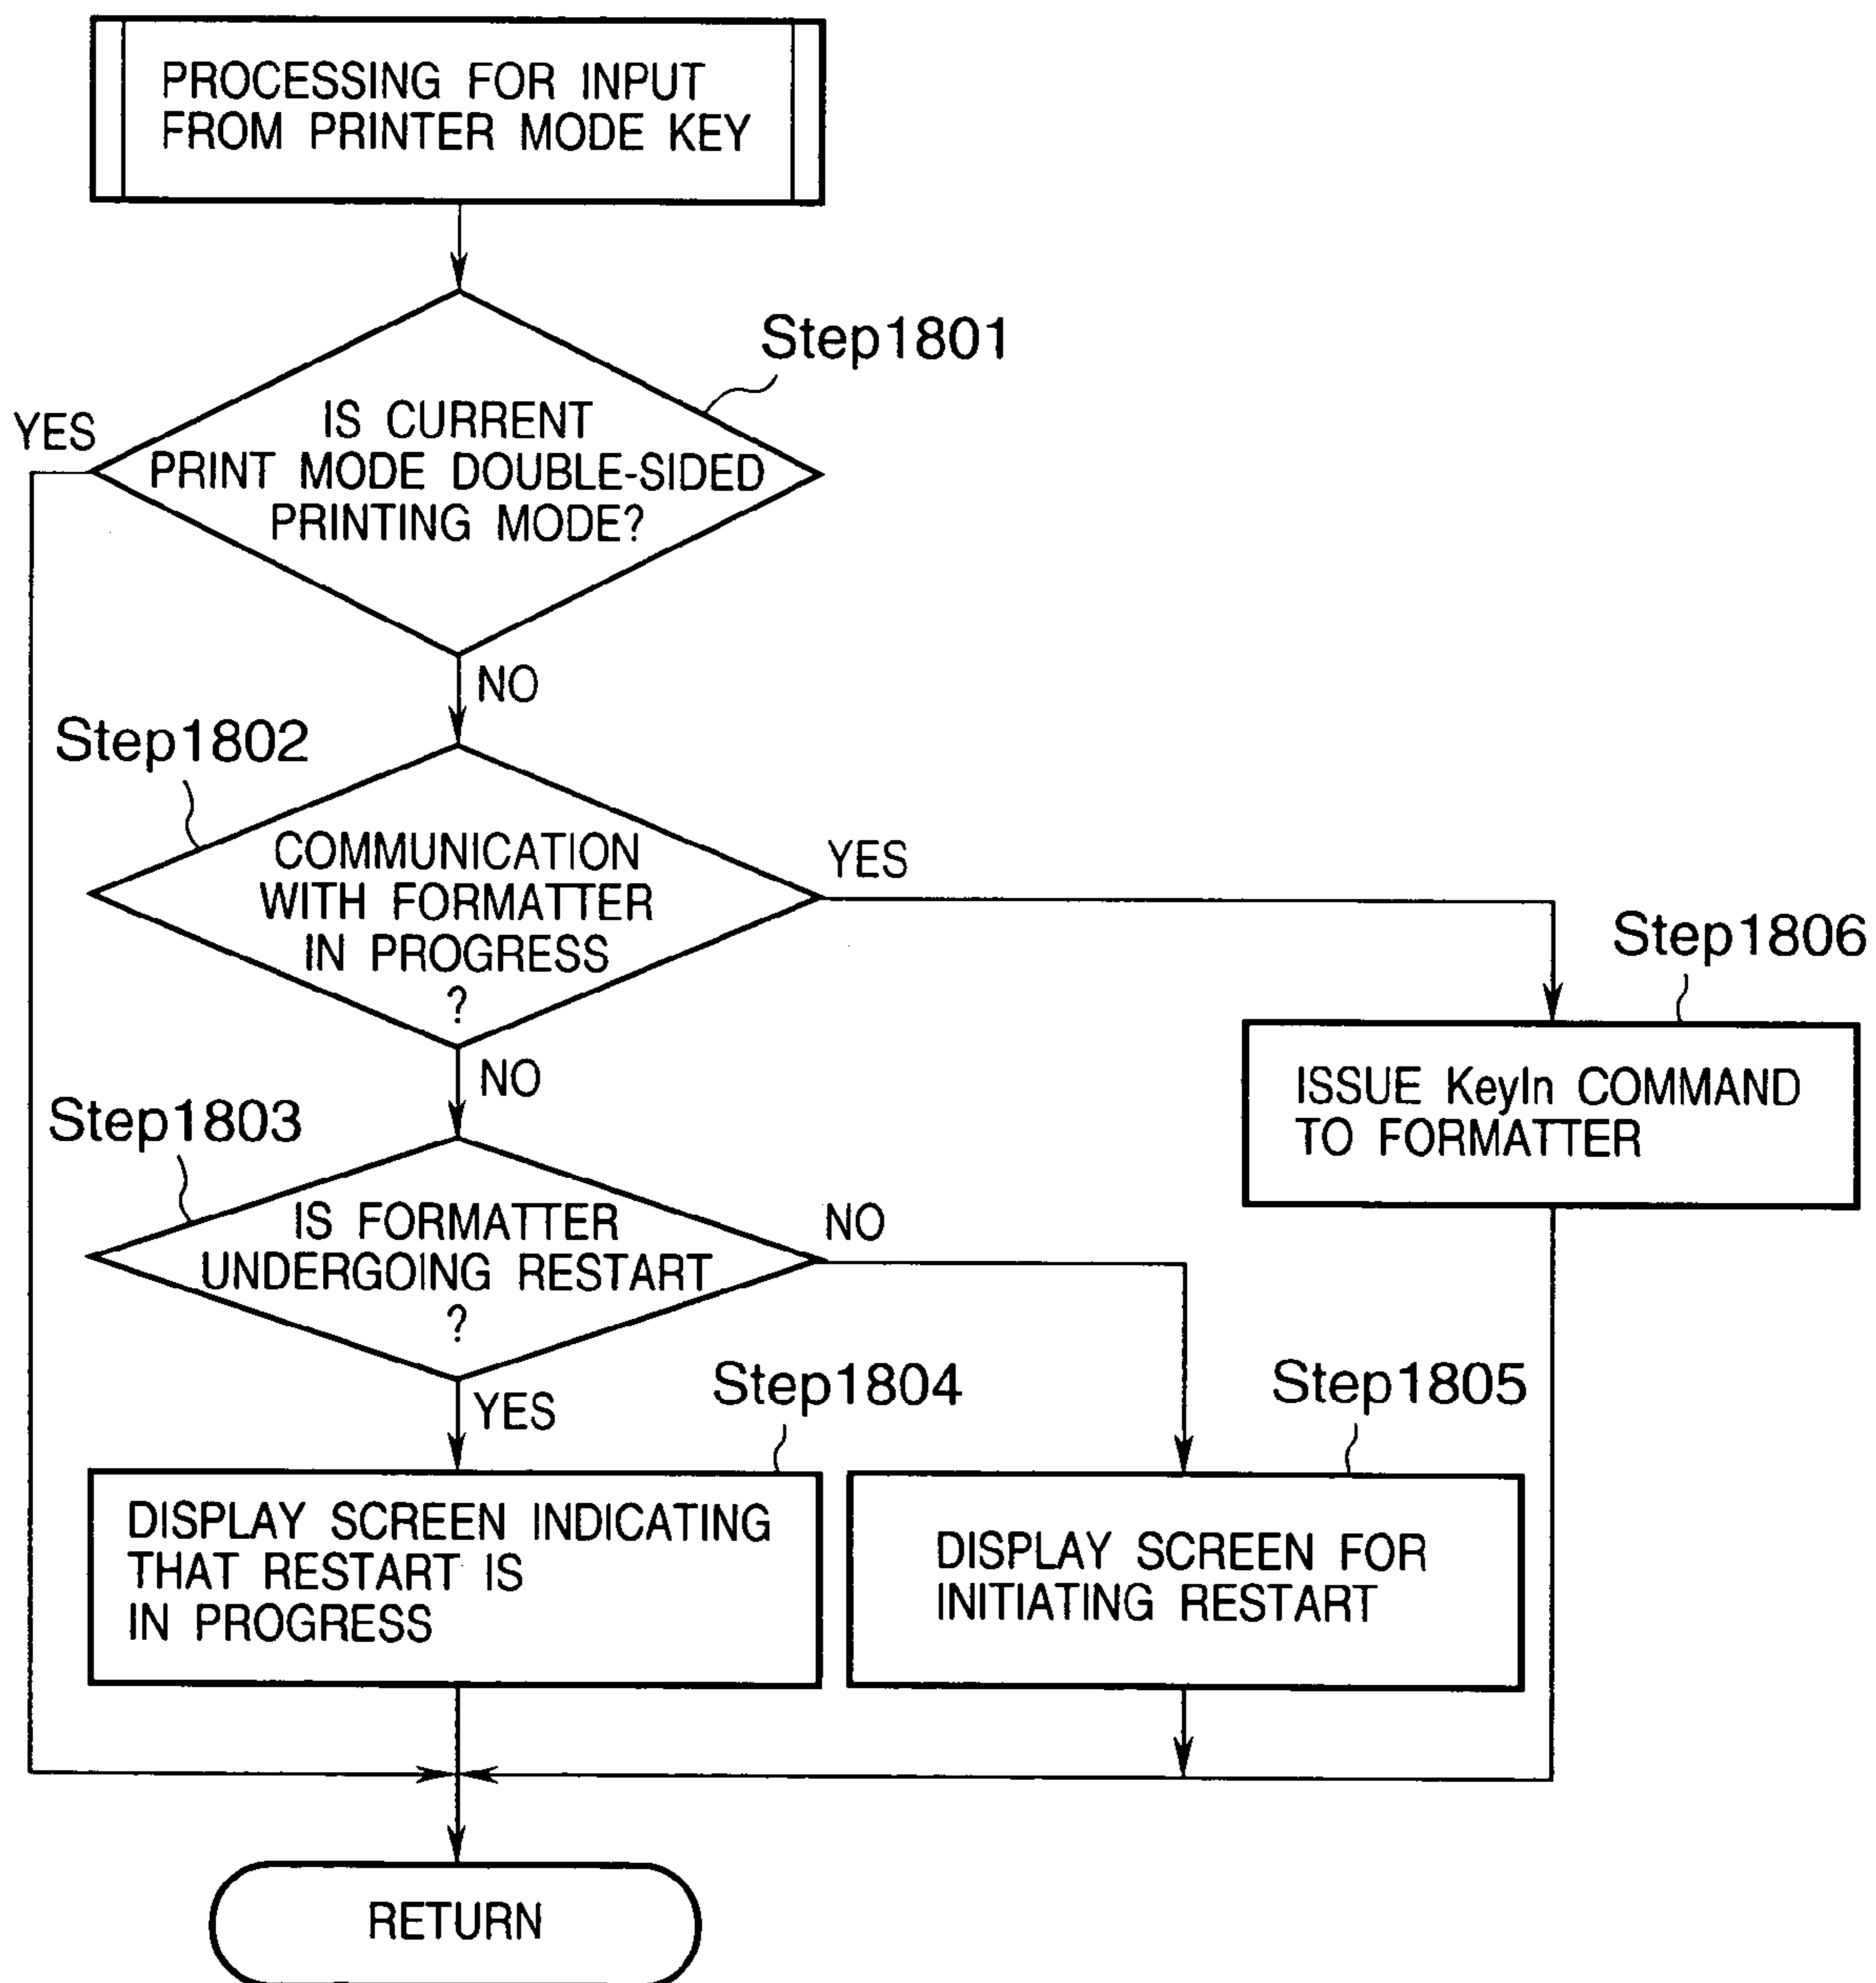 PROCESSING FOR INPUT
FROM PRINTER MODE KEY
Step1801
YES
IS CURRENT
PRINT MODE DOUBLE-SIDED
PRINTING MODE?
NO
Step1802
COMMUNICATION
WITH FORMATTER
IN PROGRESS
?
YES
Step1806
ISSUE KeyIn COMMAND
TO FORMATTER
NO
Step1803
IS FORMATTER
UNDERGOING RESTART
?
NO
YES
Step1804
Step1805
DISPLAY SCREEN INDICATING
THAT RESTART IS
IN PROGRESS
DISPLAY SCREEN FOR
INITIATING RESTART
RETURN